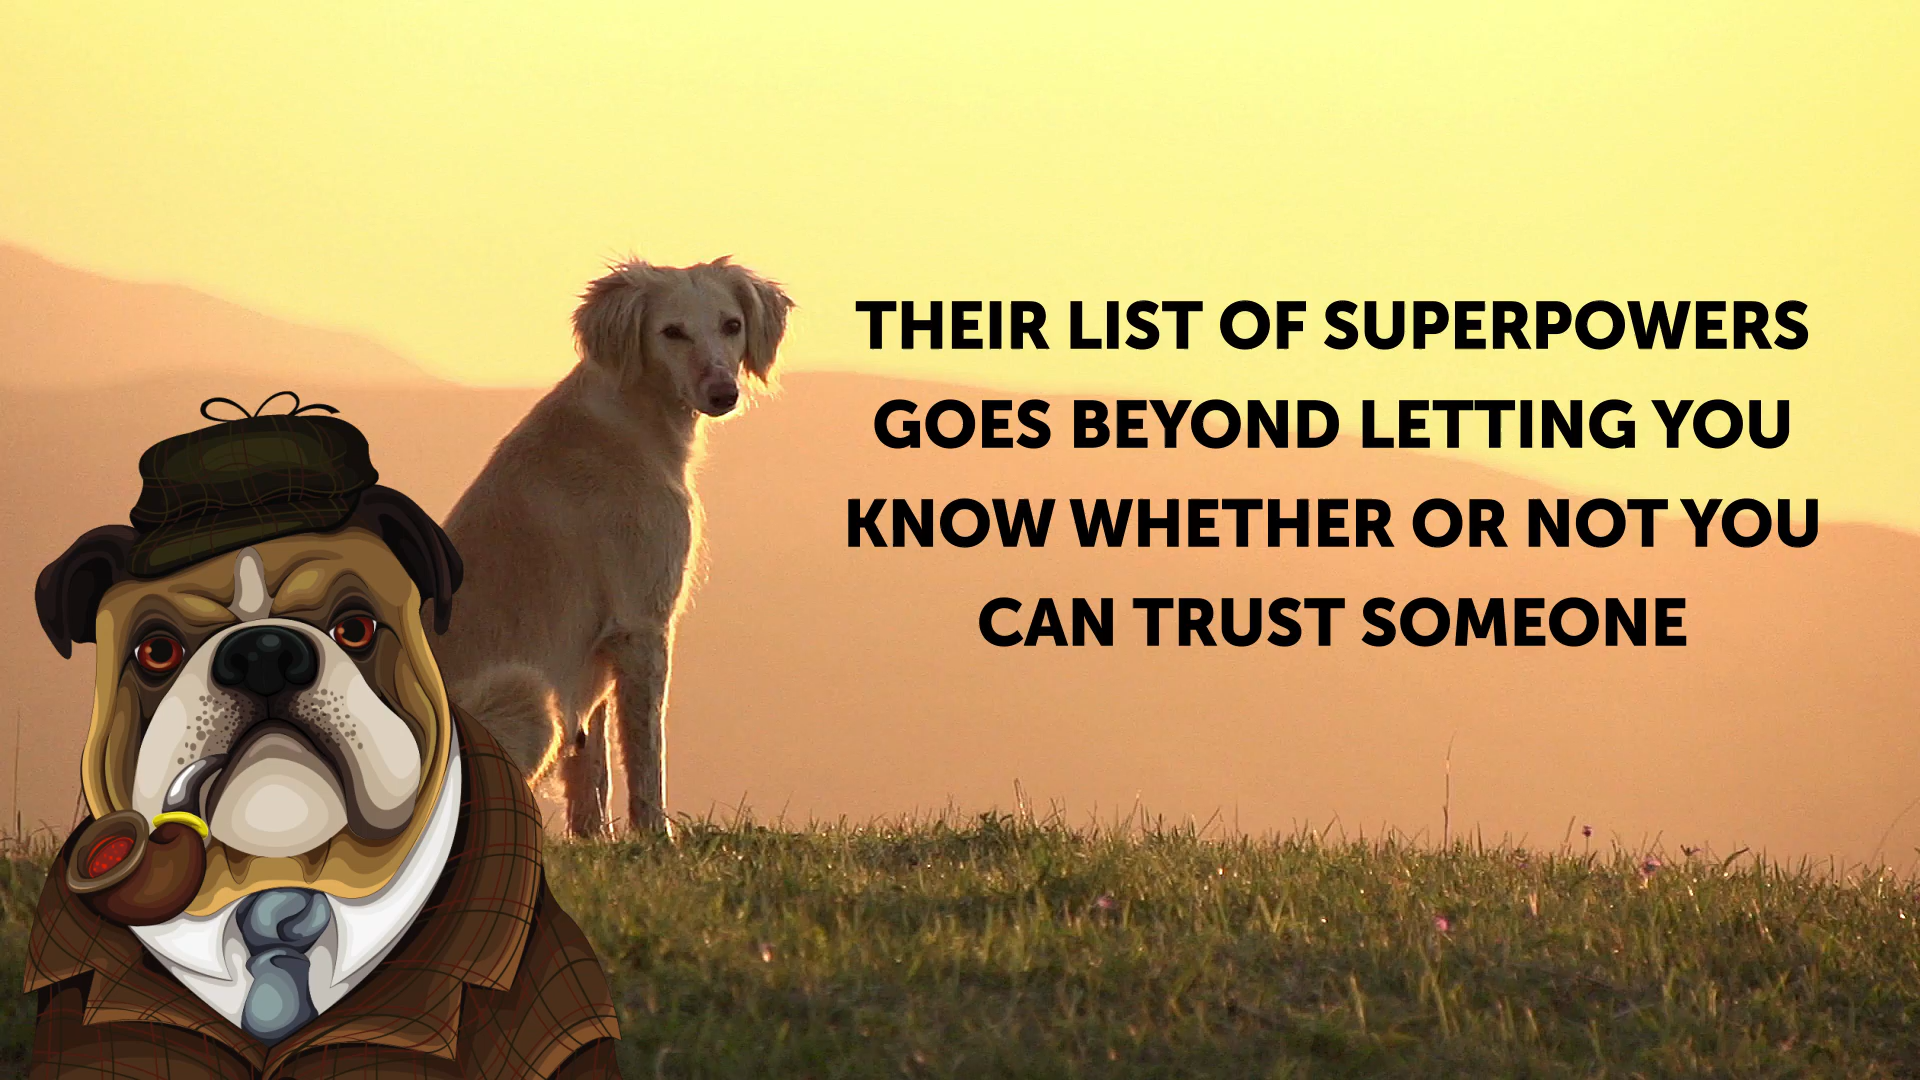 THEIR LIST OF SUPERPOWERS
GOES BEYOND LETTING YOU
KNOW WHETHER OR NOT YOU
CAN TRUST SOMEONE